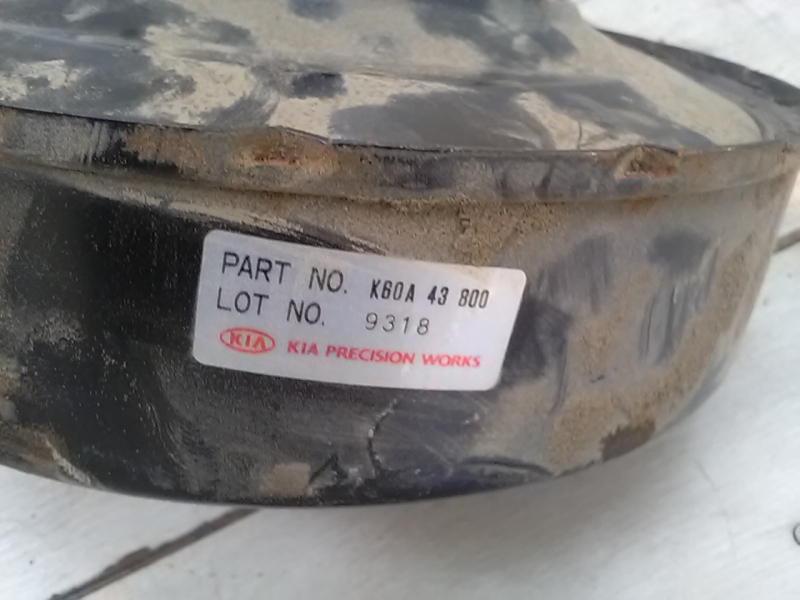 PART NO. K60A 43 800
LOT NO. 9318
KIA KIA PRECISION WORKS